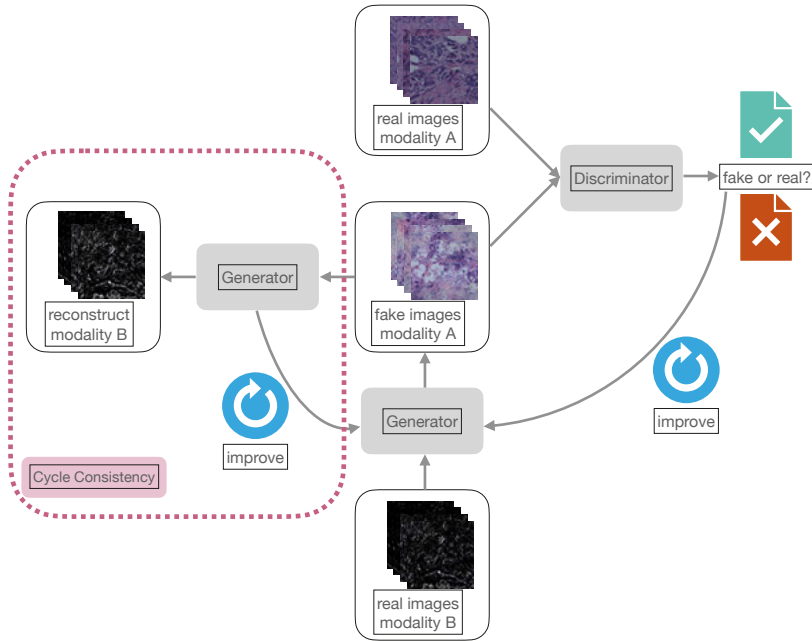 real images
modality A
Discriminator
fake or real?
reconstruct
modality B
Generator
fake images
modality A
improve
Generator
improve
Cycle Consistency
real images
modality B